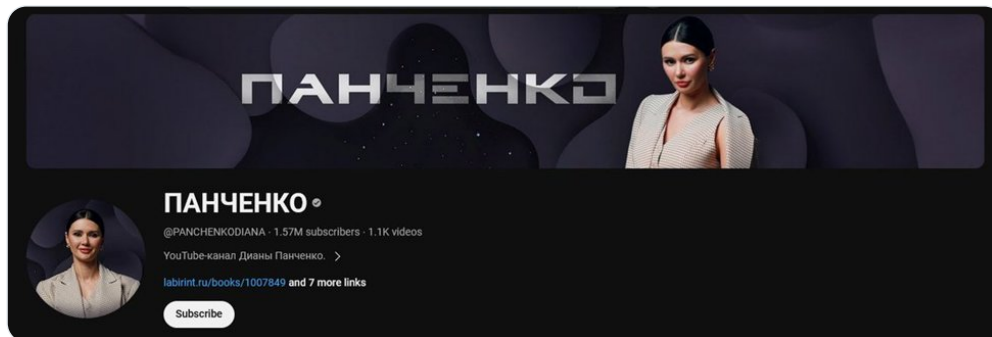 ПАНЧЕНКО
ПАНЧЕНКО
@PANCHENKODIANA · 1.57M subscribers · 1.1K videos
YouTube-канал Дианы Панченко.
labirint.ru/books/1007849 and 7 more links
Subscribe